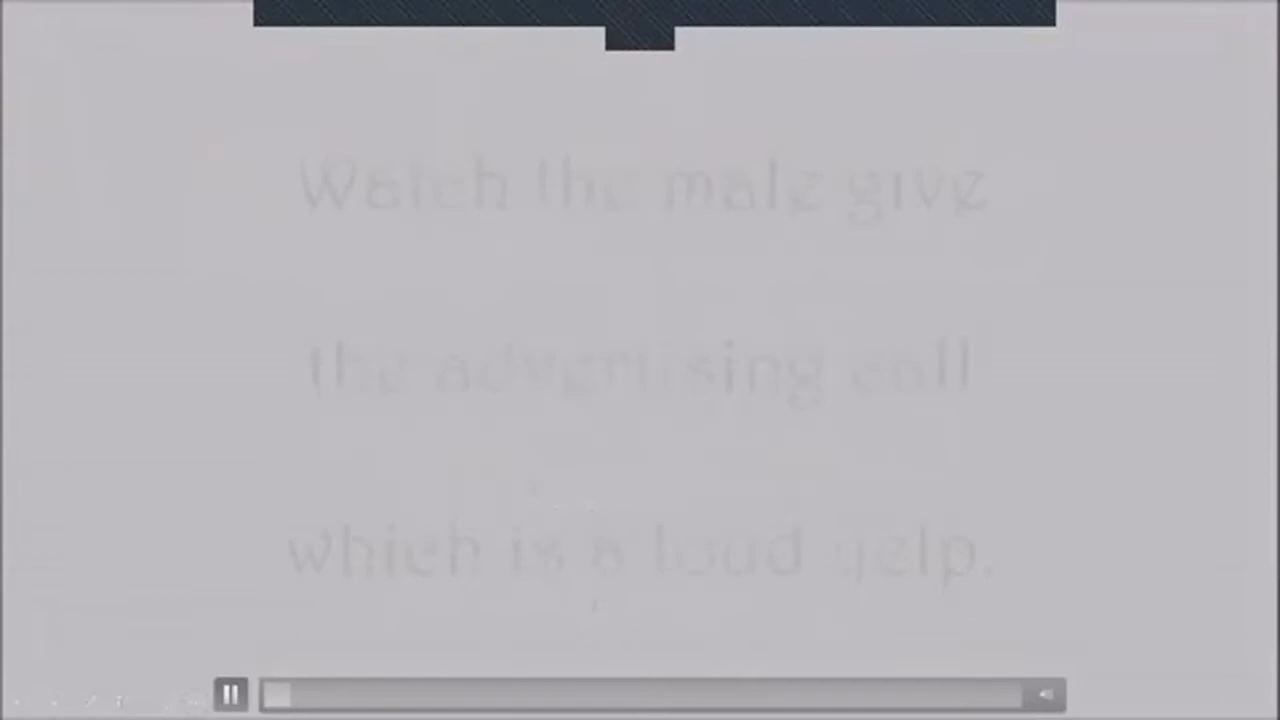 Watch the male give
the advertising call
which is a loud yelp.